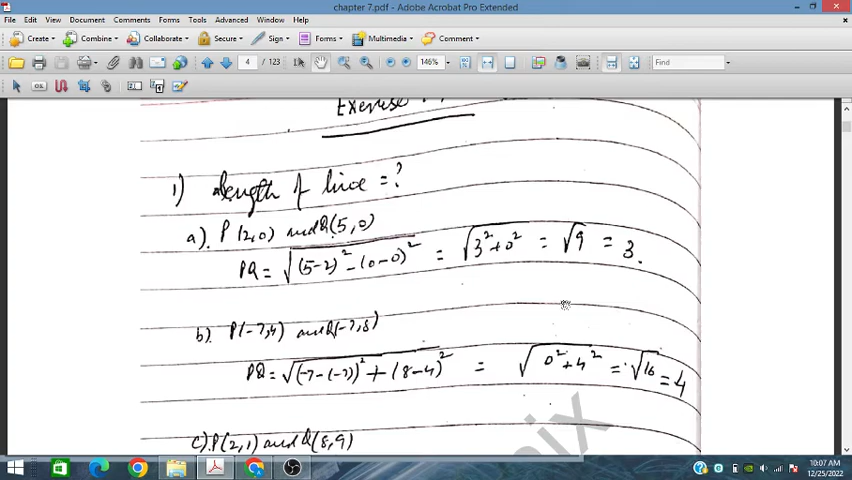 chapter 7.pdf - Adobe Acrobat Pro Extended
File Edit View Document Comments Forms Tools Advanced Window Help
Create Combine Collaborate Secure Sign Forms Multimedia Comment
4 / 123 146% Find
Exercise
1) length of line = ?
a). P(2,0) and Q(5,0)
PQ = √(5-2)² - (0-0)² = √3²+0² = √9 = 3.
b). P(-7,4) and Q(-7,8)
PQ = √(-7-(-7))² + (8-4)² = √0²+4² = √16 = 4
c). P(2,1) and Q(8,9)
10:07 AM
12/25/2022